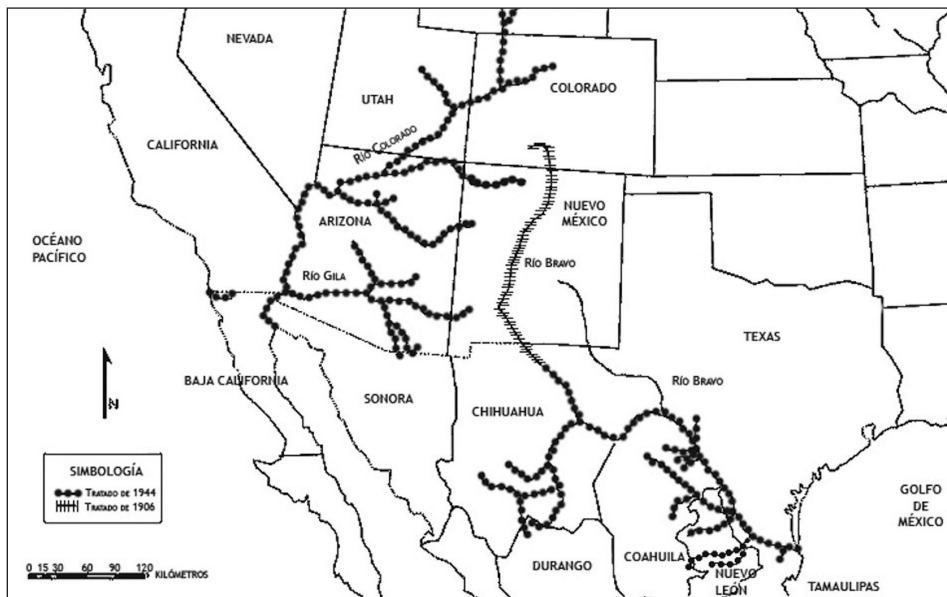 NEVADA
UTAH
COLORADO
CALIFORNIA
RÍO COLORADO
OCÉANO
PACÍFICO
ARIZONA
NUEVO
MÉXICO
RÍO GILA
RÍO BRAVO
TEXAS
BAJA CALIFORNIA
SONORA
CHIHUAHUA
RÍO BRAVO
N
SIMBOLOGÍA
TRATADO DE 1944
TRATADO DE 1906
GOLFO
DE
MÉXICO
0 15 30 60 90 120
KILÓMETROS
DURANGO
COAHUILA
NUEVO
LEÓN
TAMAULIPAS